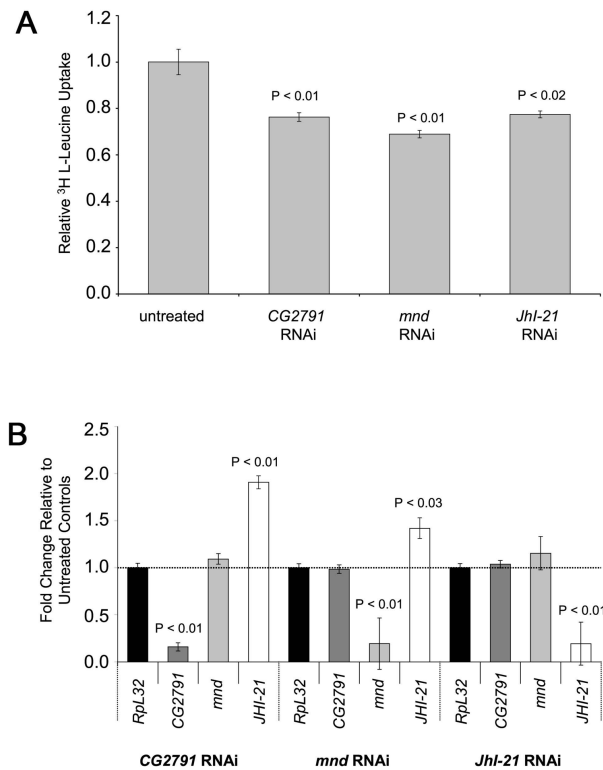 A
Relative ³H L-Leucine Uptake
1.2
1.0
0.8
0.6
0.4
0.2
0.0
P < 0.01
P < 0.01
P < 0.02
untreated
CG2791
RNAi
mnd
RNAi
JhI-21
RNAi
B
Fold Change Relative to
Untreated Controls
2.5
2.0
1.5
1.0
0.5
0.0
P < 0.01
P < 0.01
P < 0.01
P < 0.03
P < 0.01
RpL32
CG2791
mnd
JHI-21
RpL32
CG2791
mnd
JHI-21
RpL32
CG2791
mnd
JHI-21
CG2791 RNAi
mnd RNAi
JhI-21 RNAi